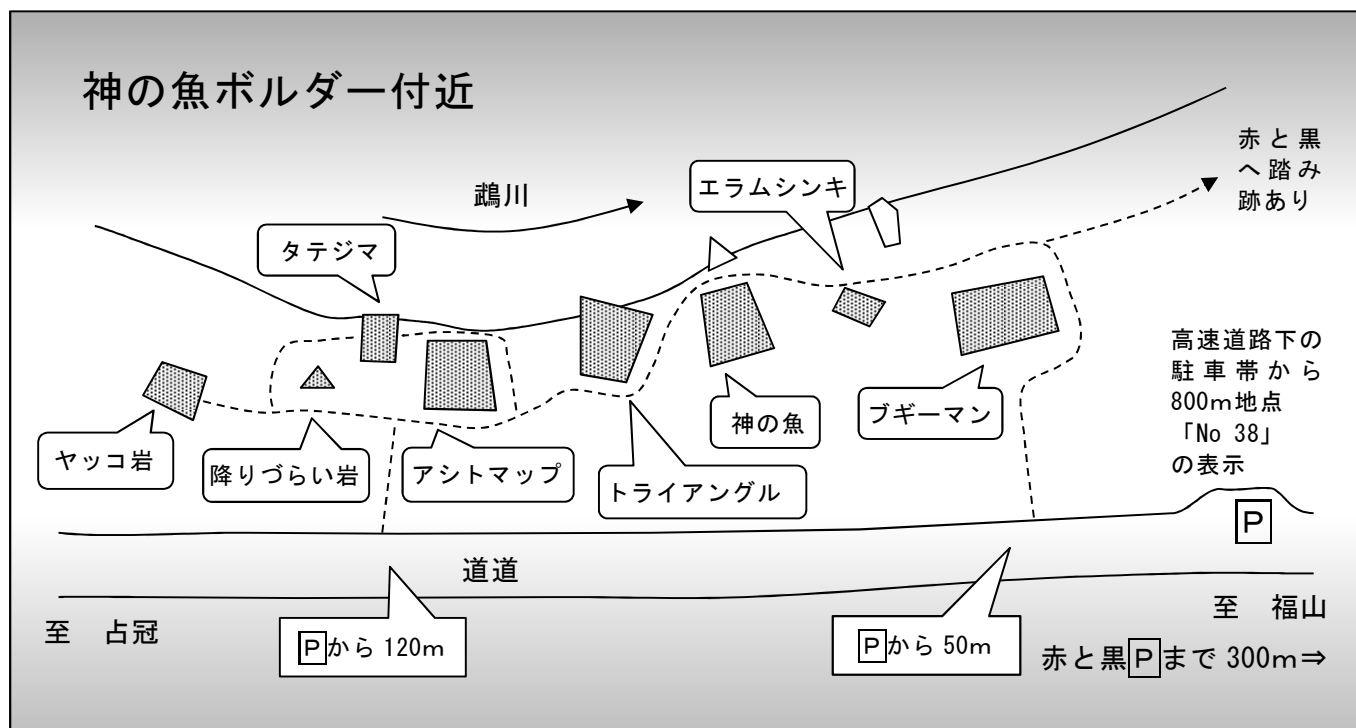 神の魚ボルダー付近
赤と黒
へ踏み
跡あり
エラムシンキ
鵡川
タテジマ
高速道路下の
駐車帯から
800m地点
「No 38」
の表示
ブギーマン
神の魚
ヤッコ岩
降りづらい岩
アシトマップ
トライアングル
P
道道
至 占冠
至 福山
Pから 120m
Pから 50m
赤と黒Pまで 300m⇒